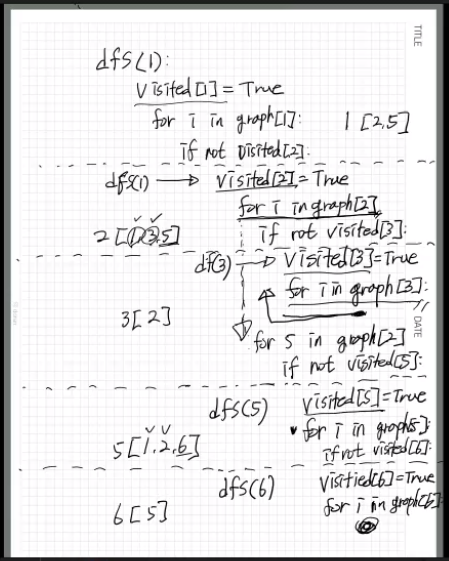 TITLE
dfs(1):
visited[1]=True
for i in graph[1]:
1 [2,5]
if not visited[2]:
dfs(1) → visited[2]=True
for i in graph[2]
2[1,3,5]
if not visited[3]:
df(3) → visited[3]=True
for i in graph[3]:
3[2]
DATE
for 5 in graph[2]
if not visited[5]:
dfs(5) visited[5]=True
for i in graph[5]:
5[1,2,6]
if not visited[6]:
dfs(6) visitied[6]=True
for i in graph[6]:
6[5]